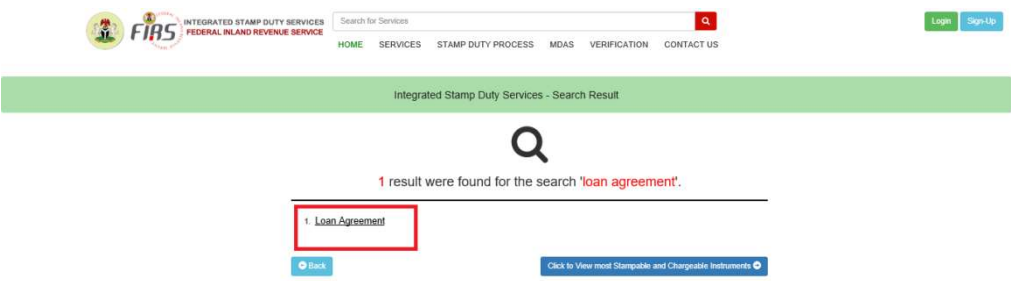 FIRS
INTEGRATED STAMP DUTY SERVICES
FEDERAL INLAND REVENUE SERVICE
Search for Services
Login
Sign-Up
HOME SERVICES STAMP DUTY PROCESS MDAS VERIFICATION CONTACT US
Integrated Stamp Duty Services - Search Result
1 result were found for the search 'loan agreement'.
1. Loan Agreement
Back
Click to View most Stampable and Chargeable Instruments